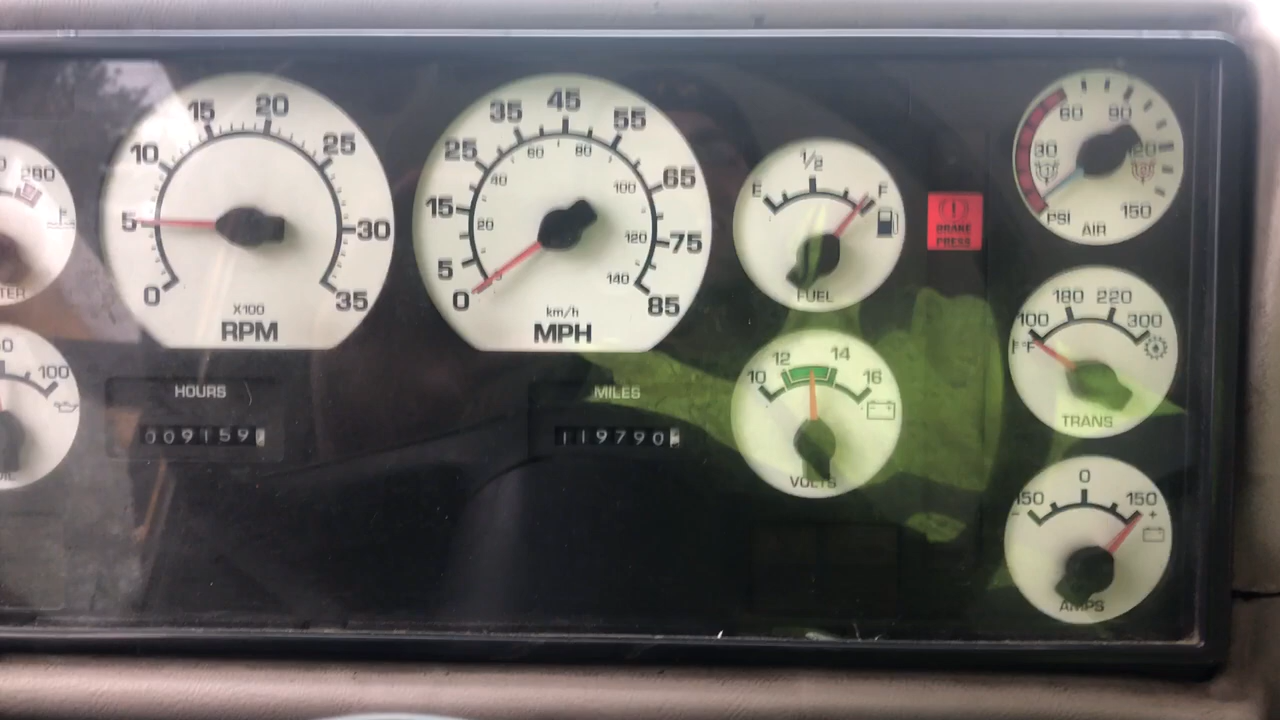 280
TER
100
0
5
10
15
20
25
30
35
X100
RPM
HOURS
009159
0
5
15
25
35
45
55
65
75
85
20
40
60
80
100
120
140
km/h
MPH
MILES
119790
E
1/2
F
FUEL
10
12
14
16
VOLTS
BRAKE
PRESS
30
60
90
120
150
PSI
AIR
100
180
220
300
°F
TRANS
150
0
150
-
+
AMPS